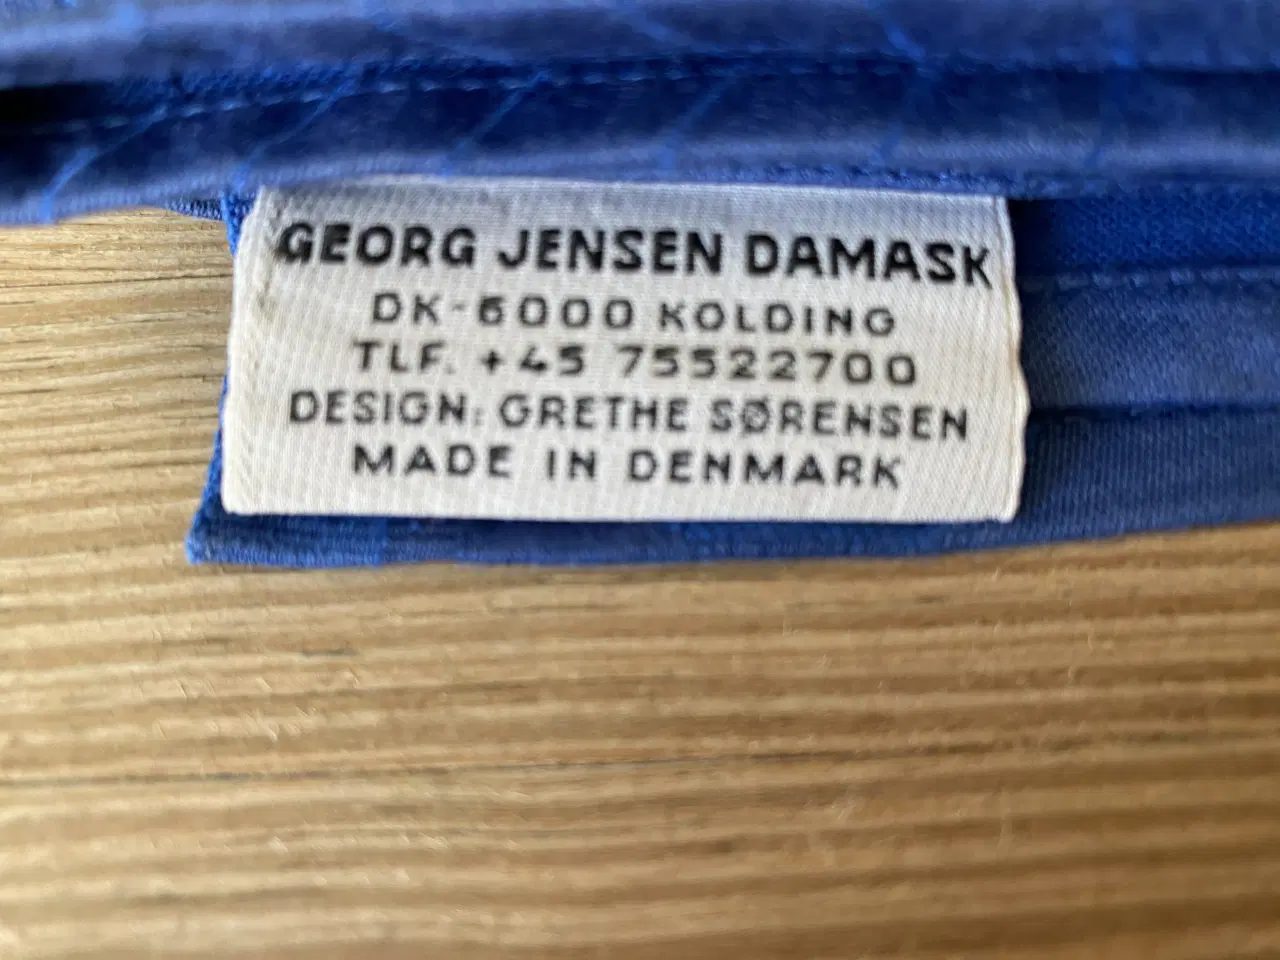 GEORG JENSEN DAMASK
DK-6000 KOLDING
TLF. +45 75522700
DESIGN: GRETHE SØRENSEN
MADE IN DENMARK